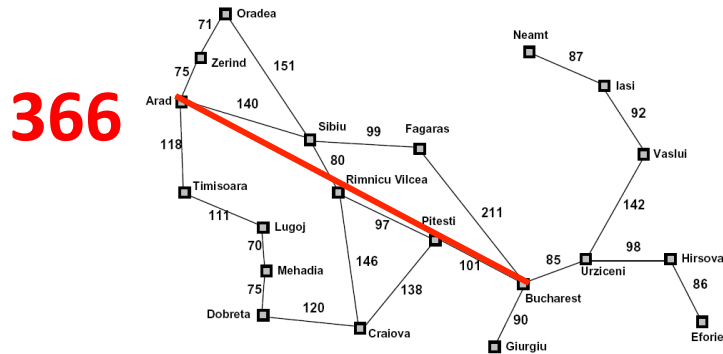 Oradea
71
Neamt
87
Zerind
151
75
Iasi
366
Arad
140
92
Sibiu
99
Fagaras
118
80
Vaslui
Timisoara
Rimnicu Vilcea
211
142
111
Lugoj
97
Pitesti
70
98
Hirsova
146
101
85
Mehadia
Urziceni
75
138
86
Bucharest
120
Dobreta
90
Craiova
Giurgiu
Eforie